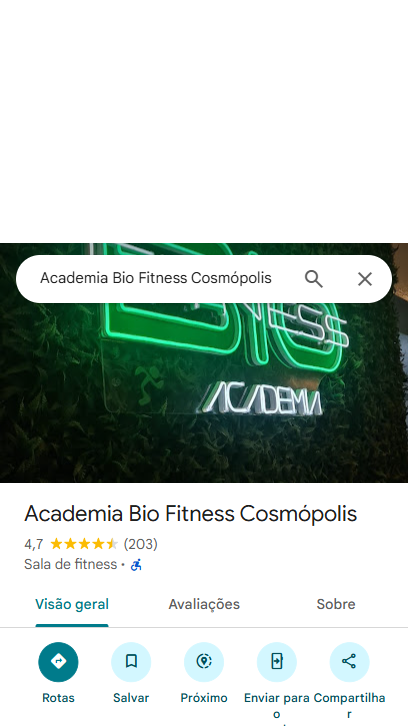 Academia Bio Fitness Cosmópolis
BIO
ACADEMIA
Academia Bio Fitness Cosmópolis
4,7 (203)
Sala de fitness ·
Visão geral Avaliações Sobre
Rotas Salvar Próximo Enviar para o Compartilhar